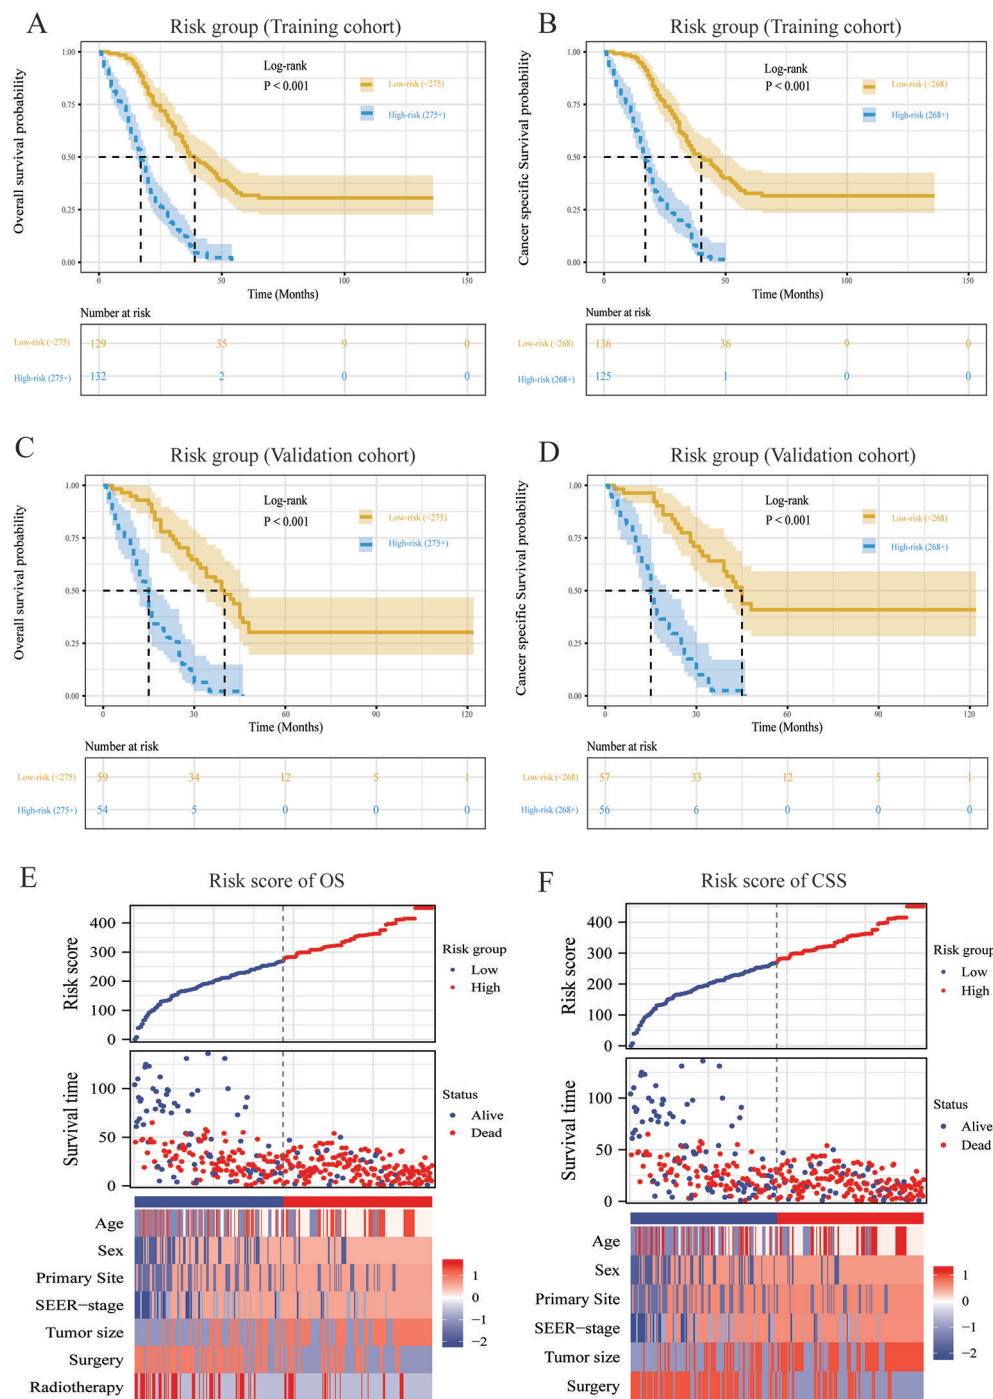 A
Risk group (Training cohort)
Overall survival probability
1.00
0.75
0.50
0.25
0.00
Log-rank
P < 0.001
Low-risk (<275)
High-risk (275+)
0 50 100 150
Time (Months)
Number at risk
Low-risk (<275) 129 35 9 0
High-risk (275+) 132 2 0 0
B
Risk group (Training cohort)
Cancer specific Survival probability
1.00
0.75
0.50
0.25
0.00
Log-rank
P < 0.001
Low-risk (<268)
High-risk (268+)
0 50 100 150
Time (Months)
Number at risk
Low-risk (<268) 136 36 9 0
High-risk (268+) 125 1 0 0
C
Risk group (Validation cohort)
Overall survival probability
1.00
0.75
0.50
0.25
0.00
Log-rank
P < 0.001
Low-risk (<275)
High-risk (275+)
0 30 60 90 120
Time (Months)
Number at risk
Low-risk (<275) 59 34 12 5 1
High-risk (275+) 54 5 0 0 0
D
Risk group (Validation cohort)
Cancer specific Survival probability
1.00
0.75
0.50
0.25
0.00
Log-rank
P < 0.001
Low-risk (<268)
High-risk (268+)
0 30 60 90 120
Time (Months)
Number at risk
Low-risk (<268) 57 33 12 5 1
High-risk (268+) 56 6 0 0 0
E
Risk score of OS
Risk score
400
300
200
100
0
Risk group
Low
High
Survival time
100
50
0
Status
Alive
Dead
Age
Sex
Primary Site
SEER−stage
Tumor size
Surgery
Radiotherapy
1
0
−1
−2
F
Risk score of CSS
Risk score
400
300
200
100
0
Risk group
Low
High
Survival time
100
50
0
Status
Alive
Dead
Age
Sex
Primary Site
SEER−stage
Tumor size
Surgery
1
0
−1
−2